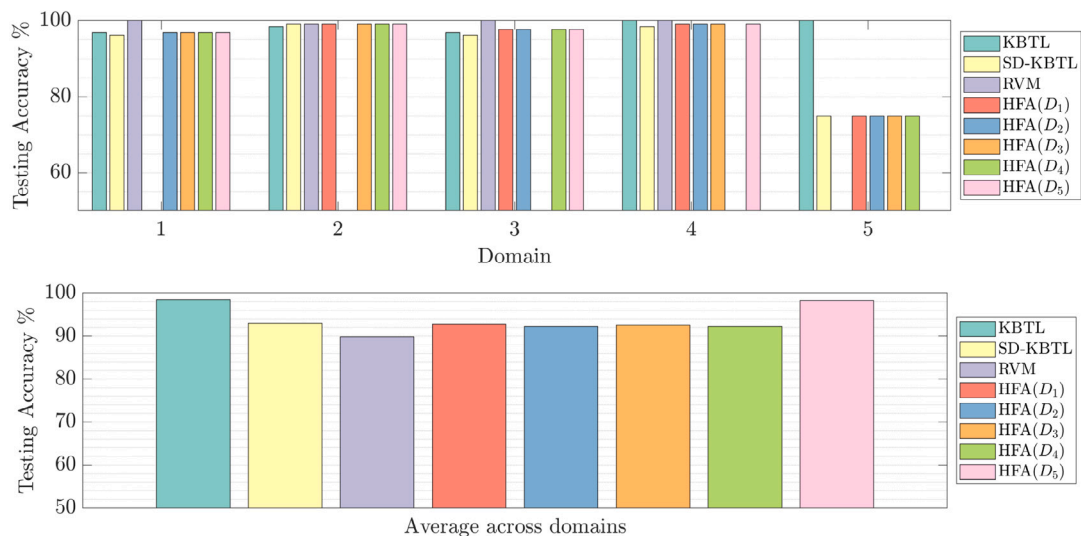 Testing Accuracy %
100
80
60
1 2 3 4 5
Domain
KBTL
SD-KBTL
RVM
HFA(D₁)
HFA(D₂)
HFA(D₃)
HFA(D₄)
HFA(D₅)
Testing Accuracy %
100
90
80
70
60
50
Average across domains
KBTL
SD-KBTL
RVM
HFA(D₁)
HFA(D₂)
HFA(D₃)
HFA(D₄)
HFA(D₅)